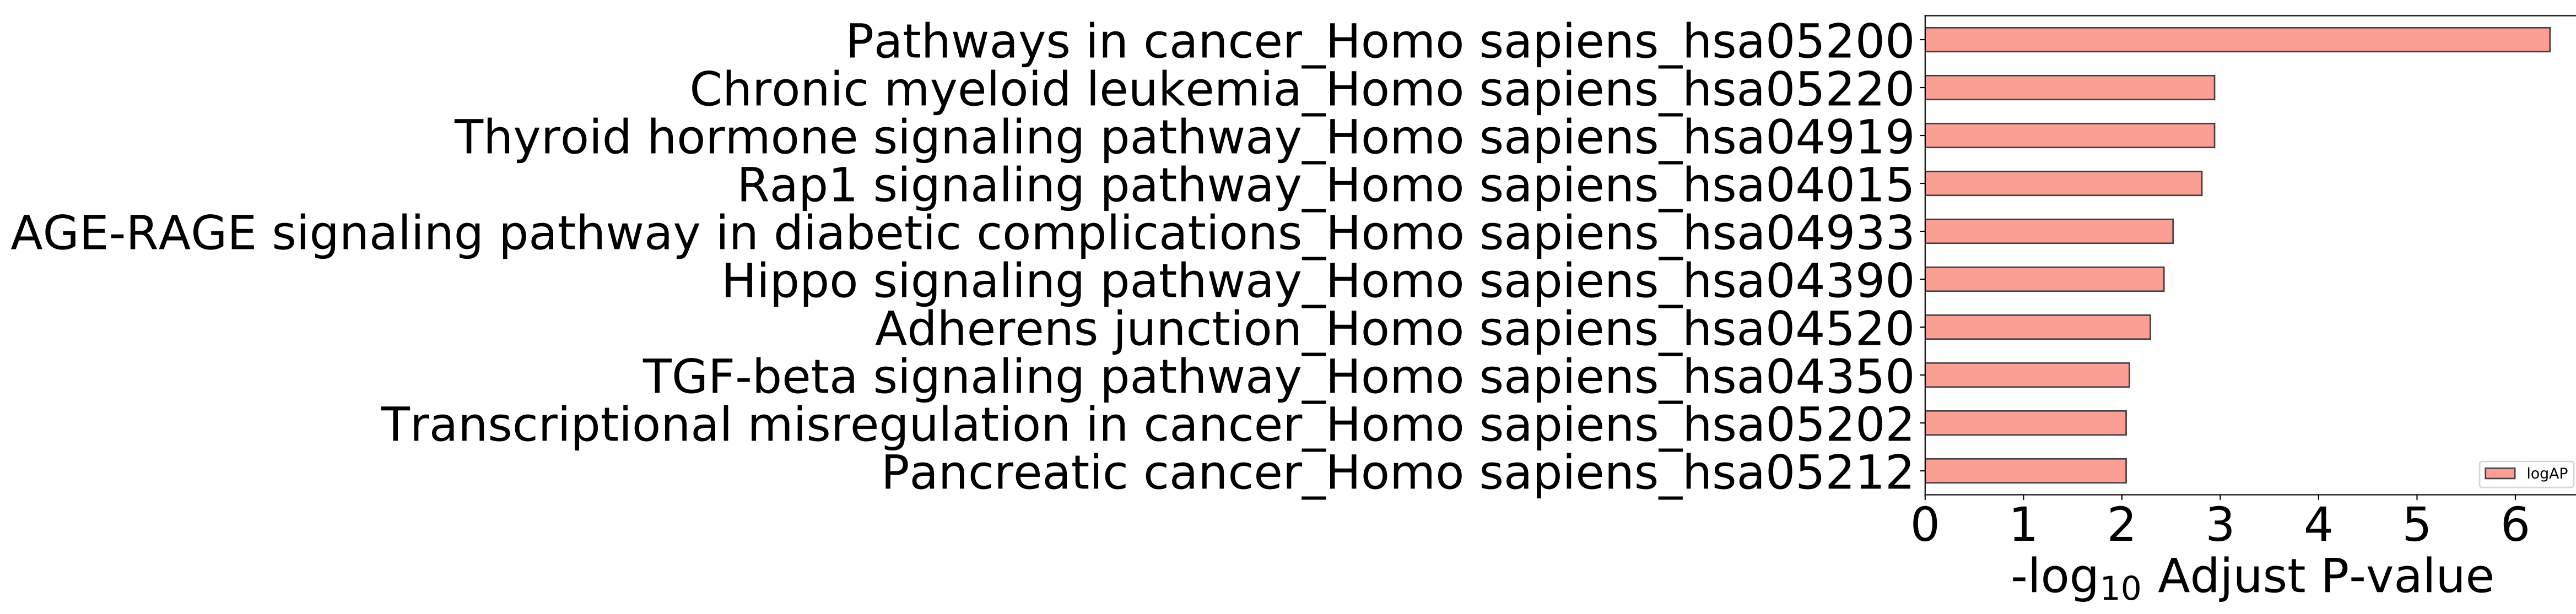 Pathways in cancer_Homo sapiens_hsa05200
Chronic myeloid leukemia_Homo sapiens_hsa05220
Thyroid hormone signaling pathway_Homo sapiens_hsa04919
Rap1 signaling pathway_Homo sapiens_hsa04015
AGE-RAGE signaling pathway in diabetic complications_Homo sapiens_hsa04933
Hippo signaling pathway_Homo sapiens_hsa04390
Adherens junction_Homo sapiens_hsa04520
TGF-beta signaling pathway_Homo sapiens_hsa04350
Transcriptional misregulation in cancer_Homo sapiens_hsa05202
Pancreatic cancer_Homo sapiens_hsa05212
logAP
0 1 2 3 4 5 6
-log₁₀ Adjust P-value